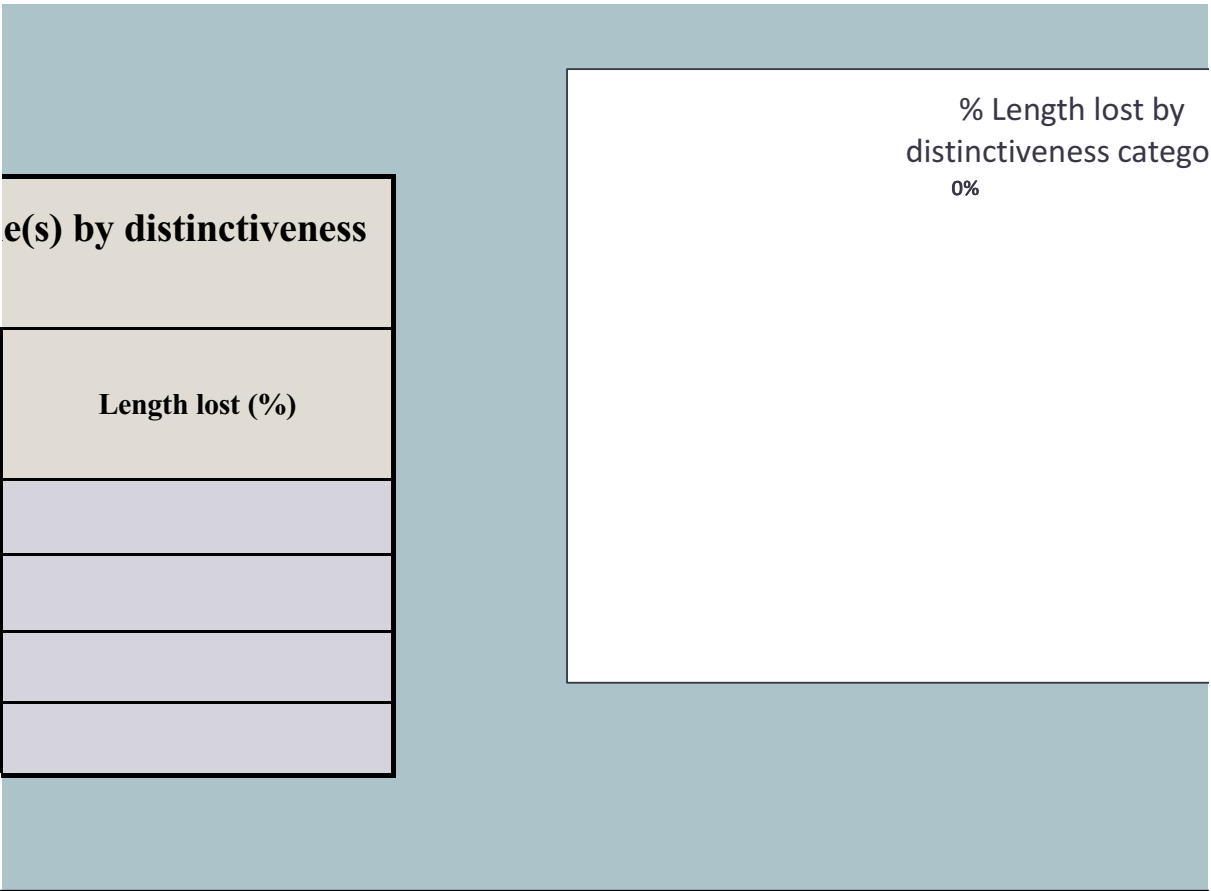 e(s) by distinctiveness
Length lost (%)
% Length lost by
distinctiveness catego
0%